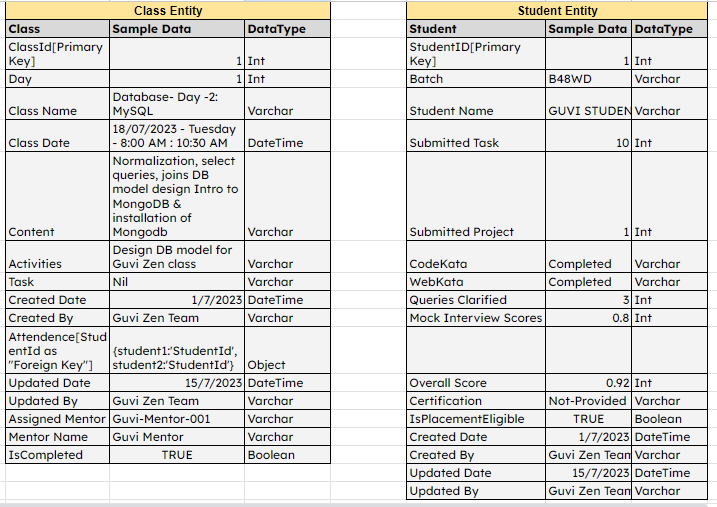 Class Entity
Class Sample Data DataType
ClassId[Primary
Key] 1 Int
Day 1 Int
Class Name Database- Day -2:
MySQL Varchar
Class Date 18/07/2023 - Tuesday
- 8:00 AM : 10:30 AM DateTime
Content Normalization, select
queries, joins DB
model design Intro to
MongoDB &
installation of
Mongodb Varchar
Activities Design DB model for
Guvi Zen class Varchar
Task Nil Varchar
Created Date 1/7/2023 DateTime
Created By Guvi Zen Team Varchar
Attendence[Stud
entId as
"Foreign Key"] {student1:'StudentId',
student2:'StudentId'} Object
Updated Date 15/7/2023 DateTime
Updated By Guvi Zen Team Varchar
Assigned Mentor Guvi-Mentor-001 Varchar
Mentor Name Guvi Mentor Varchar
IsCompleted TRUE Boolean
Student Entity
Student Sample Data DataType
StudentID[Primary
Key] 1 Int
Batch B48WD Varchar
Student Name GUVI STUDEN Varchar
Submitted Task 10 Int
Submitted Project 1 Int
CodeKata Completed Varchar
WebKata Completed Varchar
Queries Clarified 3 Int
Mock Interview Scores 0.8 Int
Overall Score 0.92 Int
Certification Not-Provided Varchar
IsPlacementEligible TRUE Boolean
Created Date 1/7/2023 DateTime
Created By Guvi Zen Team Varchar
Updated Date 15/7/2023 DateTime
Updated By Guvi Zen Team Varchar